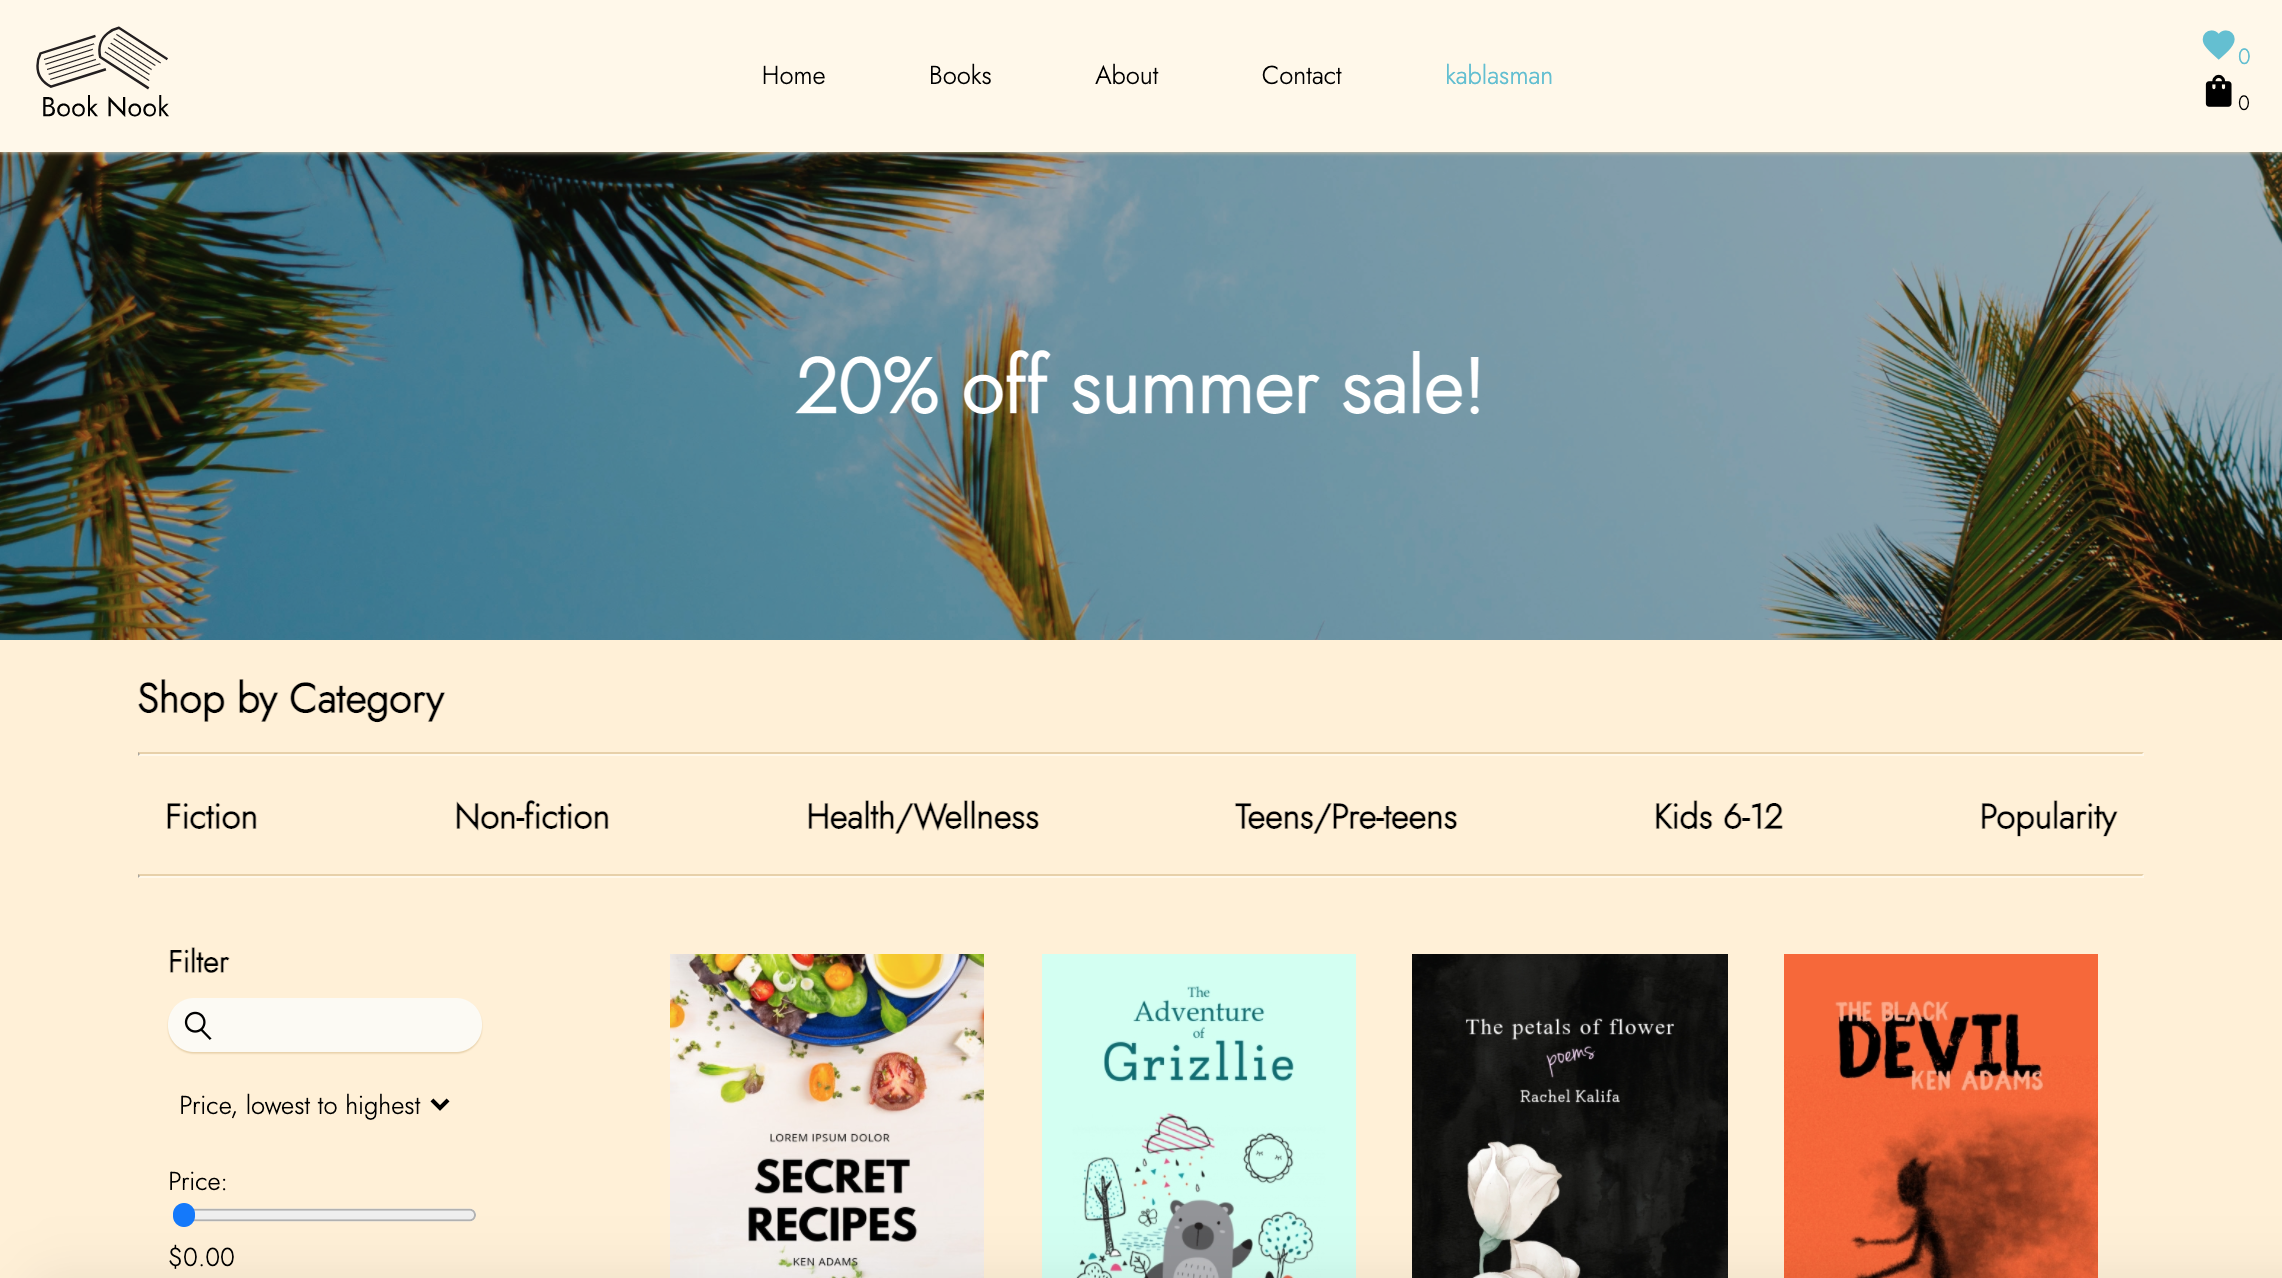 Book Nook
Home
Books
About
Contact
kablasman
0
0
20% off summer sale!
Shop by Category
Fiction
Non-fiction
Health/Wellness
Teens/Pre-teens
Kids 6-12
Popularity
Filter
Price, lowest to highest
Price:
$0.00
LOREM IPSUM DOLOR
SECRET
RECIPES
KEN ADAMS
The
Adventure
of
Grizllie
The petals of flower
poems
Rachel Kalifa
THE BLACK
DEVIL
KEN ADAMS